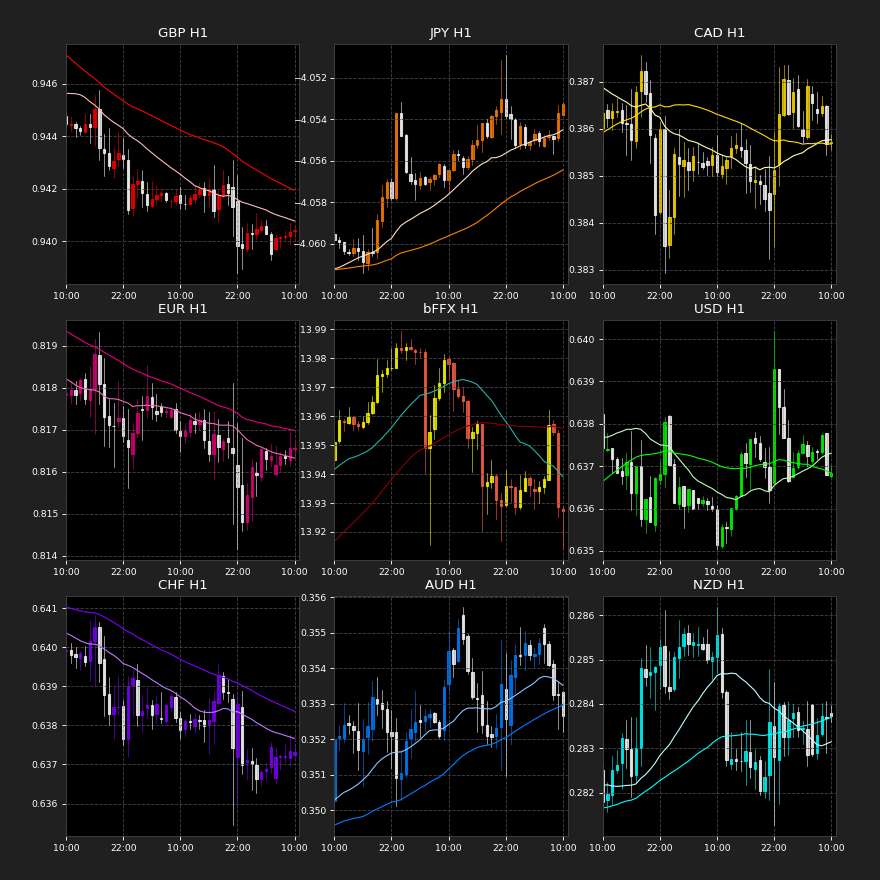 GBP H1
0.946
0.944
0.942
0.940
10:00 22:00 10:00 22:00 10:00
JPY H1
-4.052
-4.054
-4.056
-4.058
-4.060
10:00 22:00 10:00 22:00 10:00
CAD H1
0.387
0.386
0.385
0.384
0.383
10:00 22:00 10:00 22:00 10:00
EUR H1
0.819
0.818
0.817
0.816
0.815
0.814
10:00 22:00 10:00 22:00 10:00
bFFX H1
13.99
13.98
13.97
13.96
13.95
13.94
13.93
13.92
10:00 22:00 10:00 22:00 10:00
USD H1
0.640
0.639
0.638
0.637
0.636
0.635
10:00 22:00 10:00 22:00 10:00
CHF H1
0.641
0.640
0.639
0.638
0.637
0.636
10:00 22:00 10:00 22:00 10:00
AUD H1
0.356
0.355
0.354
0.353
0.352
0.351
0.350
10:00 22:00 10:00 22:00 10:00
NZD H1
0.286
0.285
0.284
0.283
0.282
10:00 22:00 10:00 22:00 10:00